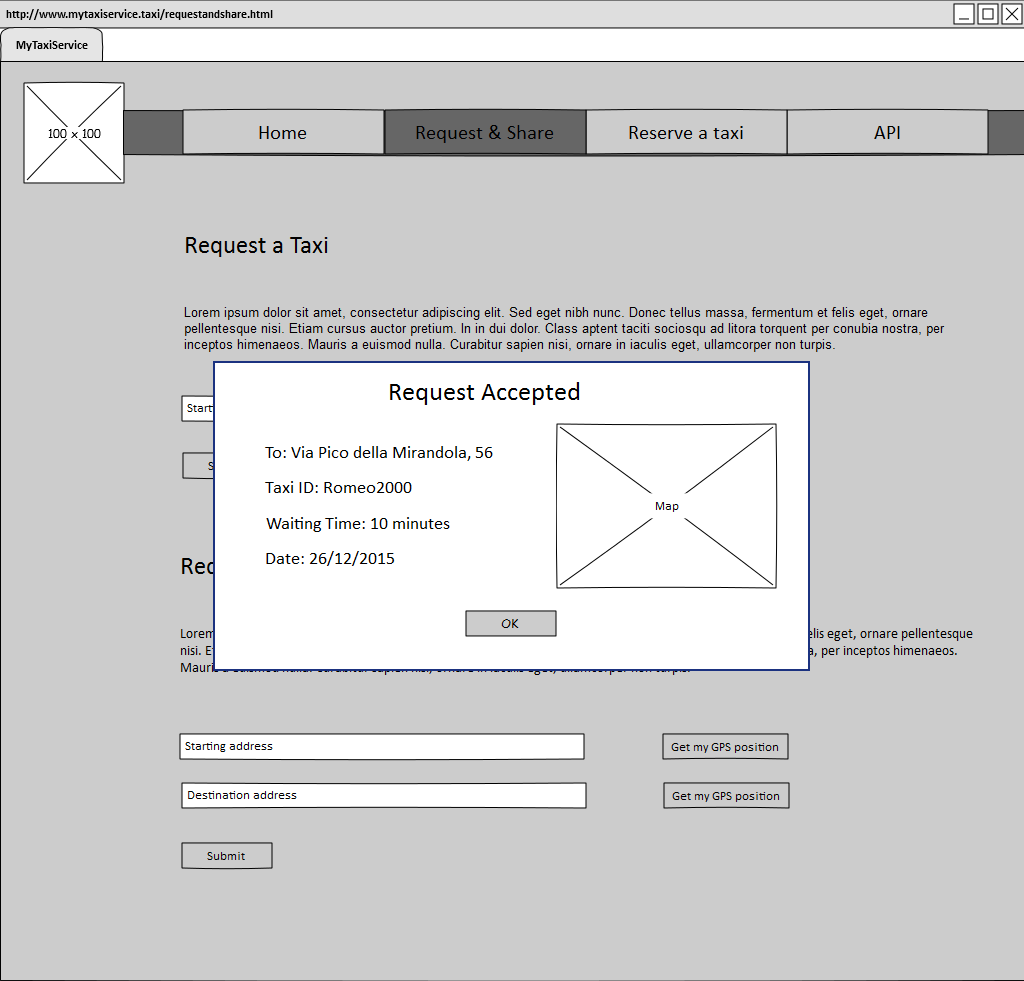 http://www.mytaxiservice.taxi/requestandshare.html
MyTaxiService
100 x 100
Home
Request & Share
Reserve a taxi
API
Request a Taxi
Lorem ipsum dolor sit amet, consectetur adipiscing elit. Sed eget nibh nunc. Donec tellus massa, fermentum et felis eget, ornare
pellentesque nisi. Etiam cursus auctor pretium. In in dui dolor. Class aptent taciti sociosqu ad litora torquent per conubia nostra, per
inceptos himenaeos. Mauris a euismod nulla. Curabitur sapien nisi, ornare in iaculis eget, ullamcorper non turpis.
Start
S
Request Accepted
To: Via Pico della Mirandola, 56
Taxi ID: Romeo2000
Waiting Time: 10 minutes
Date: 26/12/2015
Map
OK
Req
Lorem elis eget, ornare pellentesque
nisi. E a, per inceptos himenaeos.
Mauri
Starting address
Get my GPS position
Destination address
Get my GPS position
Submit